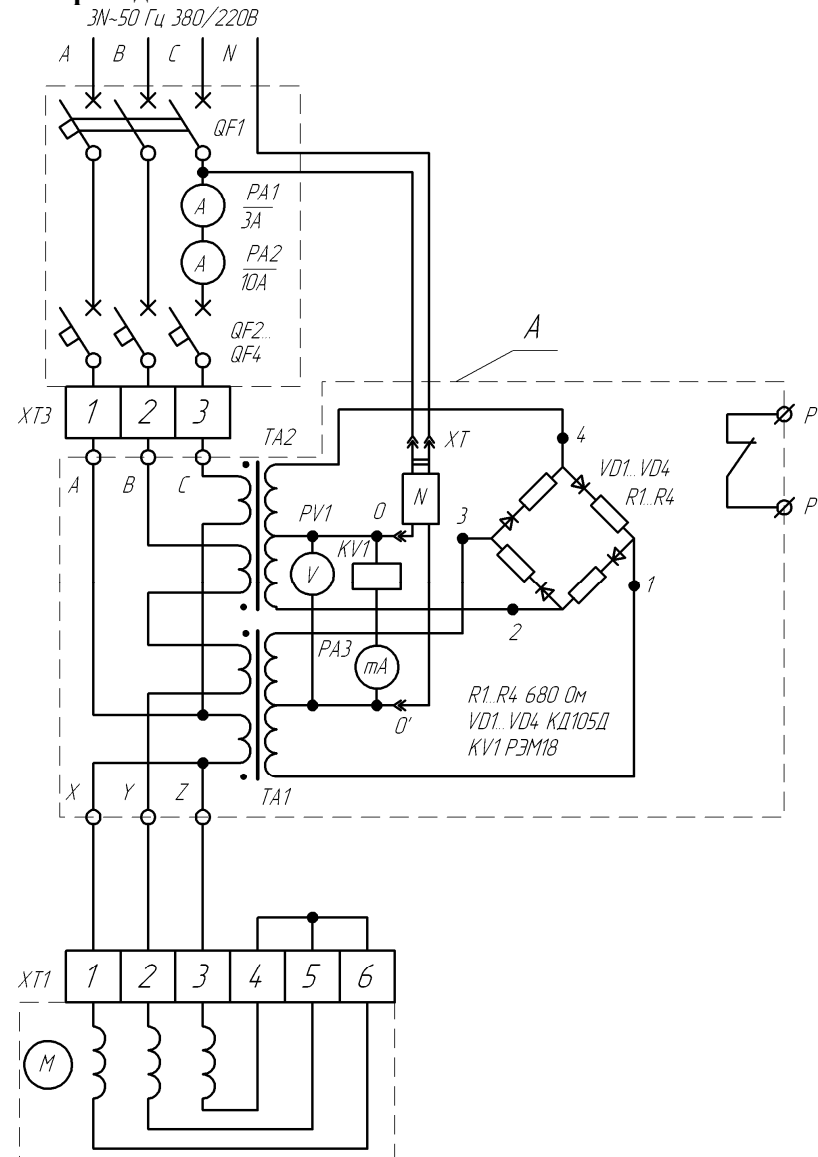 3N~50 Гц 380/220В
A B C N
QF1
A PA1
3A
A PA2
10A
QF2...
QF4
A
XT3 1 2 3
TA2 XT 4 P
A B C
VD1...VD4
R1...R4
PV1 O N 3
KV1
P
V
1
2
PA3
mA
R1...R4 680 Ом
VD1...VD4 КД105Д
KV1 РЭМ18
O'
X Y Z
TA1
XT1 1 2 3 4 5 6
M